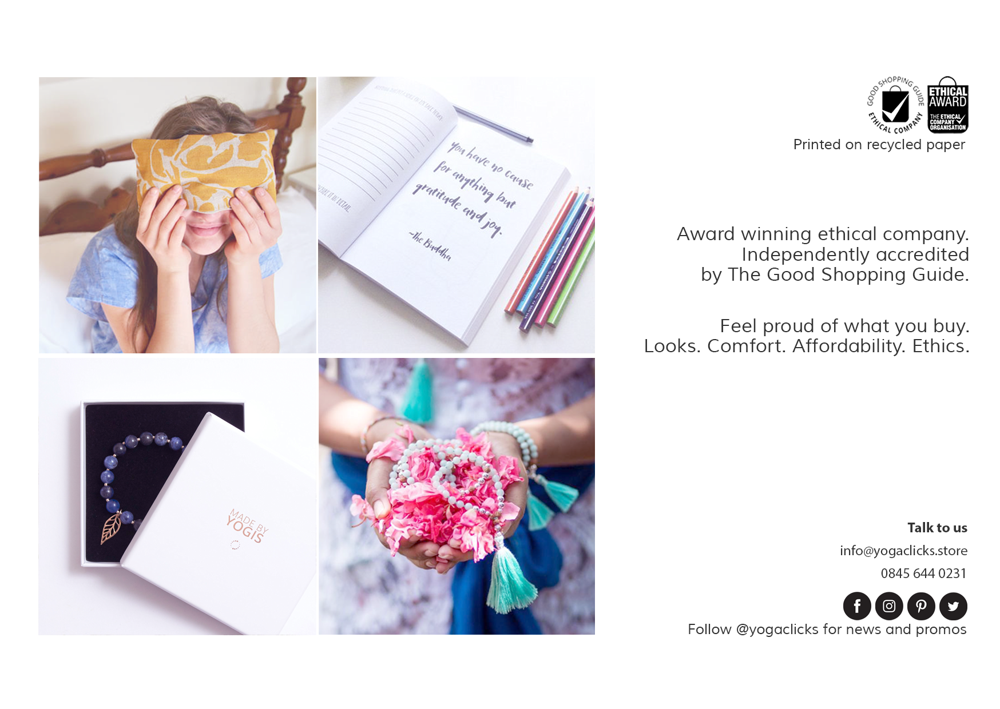 GOOD SHOPPING GUIDE
ETHICAL COMPANY
ETHICAL
AWARD
THE ETHICAL
COMPANY
ORGANISATION
Printed on recycled paper
you have no cause
for anything but
gratitude and joy.
~The Buddha
Award winning ethical company.
Independently accredited
by The Good Shopping Guide.
Feel proud of what you buy.
Looks. Comfort. Affordability. Ethics.
MADE BY
YOGIS
Talk to us
info@yogaclicks.store
0845 644 0231
Follow @yogaclicks for news and promos